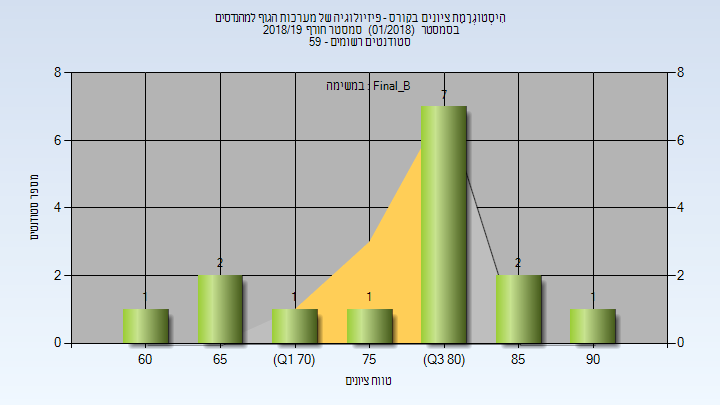 היסטוגרמת ציונים בקורס - פיזיולוגיה של מערכות הגוף למהנדסים
בסמסטר (01/2018) סמסטר חורף 2018/19
סטודנטים רשומים - 59
במשימה : Final_B
8 8
6 6
4 4
2 2
0 0
מספר סטודנטים
1 2 1 1 7 2 1
60 65 (Q1 70) 75 (Q3 80) 85 90
טווח ציונים